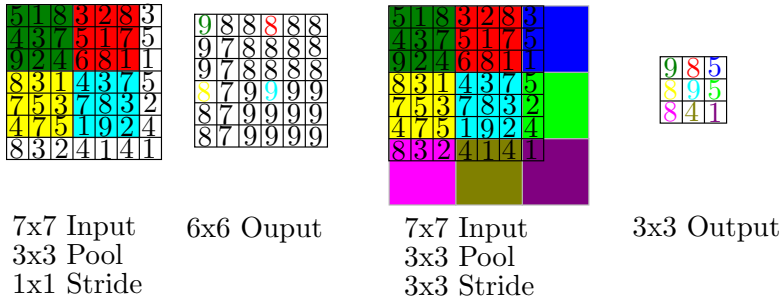 5 1 8 3 2 8 3
4 3 7 5 1 7 5
9 2 4 6 8 1 1
8 3 1 4 3 7 5
7 5 3 7 8 3 2
4 7 5 1 9 2 4
8 3 2 4 1 4 1
7x7 Input
3x3 Pool
1x1 Stride
9 8 8 8 8 8
9 7 8 8 8 8
9 7 8 8 8 8
8 7 9 9 9 9
8 7 9 9 9 9
8 7 9 9 9 9
6x6 Ouput
5 1 8 3 2 8 3
4 3 7 5 1 7 5
9 2 4 6 8 1 1
8 3 1 4 3 7 5
7 5 3 7 8 3 2
4 7 5 1 9 2 4
8 3 2 4 1 4 1
7x7 Input
3x3 Pool
3x3 Stride
9 8 5
8 9 5
8 4 1
3x3 Output